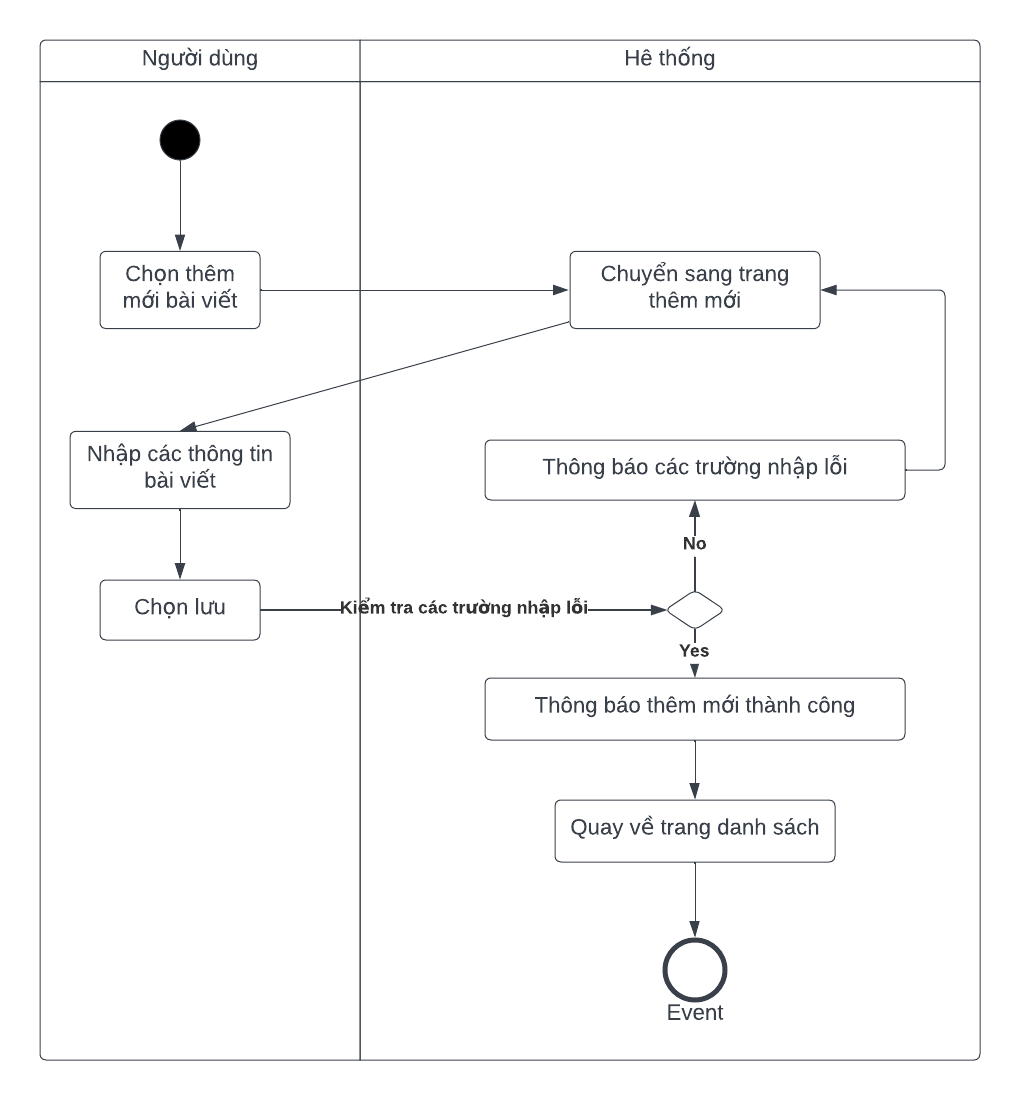 Người dùng
Hê thống
Chọn thêm
mới bài viết
Chuyển sang trang
thêm mới
Nhập các thông tin
bài viết
Thông báo các trường nhập lỗi
No
Chọn lưu
Kiểm tra các trường nhập lỗi
Yes
Thông báo thêm mới thành công
Quay về trang danh sách
Event